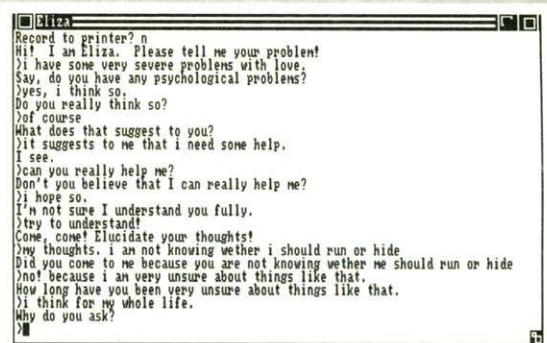 Eliza
Record to printer? n
Hi!  I am Eliza.  Please tell me your problem!
>i have some very severe problems with love.
Say, do you have any psychological problems?
>yes, i think so.
Do you really think so?
>of course
What does that suggest to you?
>it suggests to me that i need some help.
I see.
>can you really help me?
Don't you believe that I can really help me?
>i hope so.
I'm not sure I understand you fully.
>try to understand!
Come, come! Elucidate your thoughts!
>my thoughts. i am not knowing wether i should run or hide
Did you come to me because you are not knowing wether me should run or hide
>no! because i am very unsure about things like that.
How long have you been very unsure about things like that.
>i think for my whole life.
Why do you ask?
>